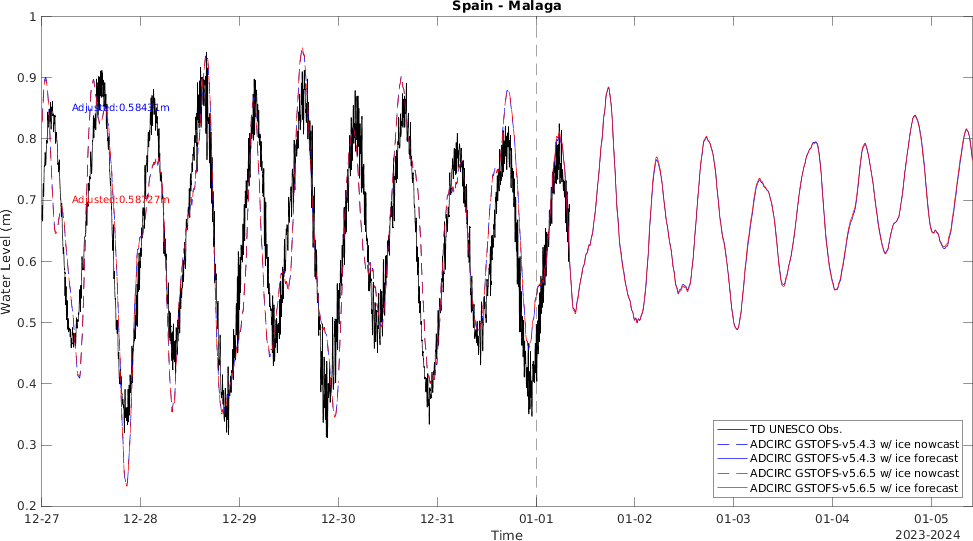 Spain - Malaga
Water Level (m)
1
0.9
0.8
0.7
0.6
0.5
0.4
0.3
0.2
Adjusted:0.58431m
Adjusted:0.58727m
TD UNESCO Obs.
ADCIRC GSTOFS-v5.4.3 w/ ice nowcast
ADCIRC GSTOFS-v5.4.3 w/ ice forecast
ADCIRC GSTOFS-v5.6.5 w/ ice nowcast
ADCIRC GSTOFS-v5.6.5 w/ ice forecast
12-27 12-28 12-29 12-30 12-31 01-01 01-02 01-03 01-04 01-05
Time
2023-2024